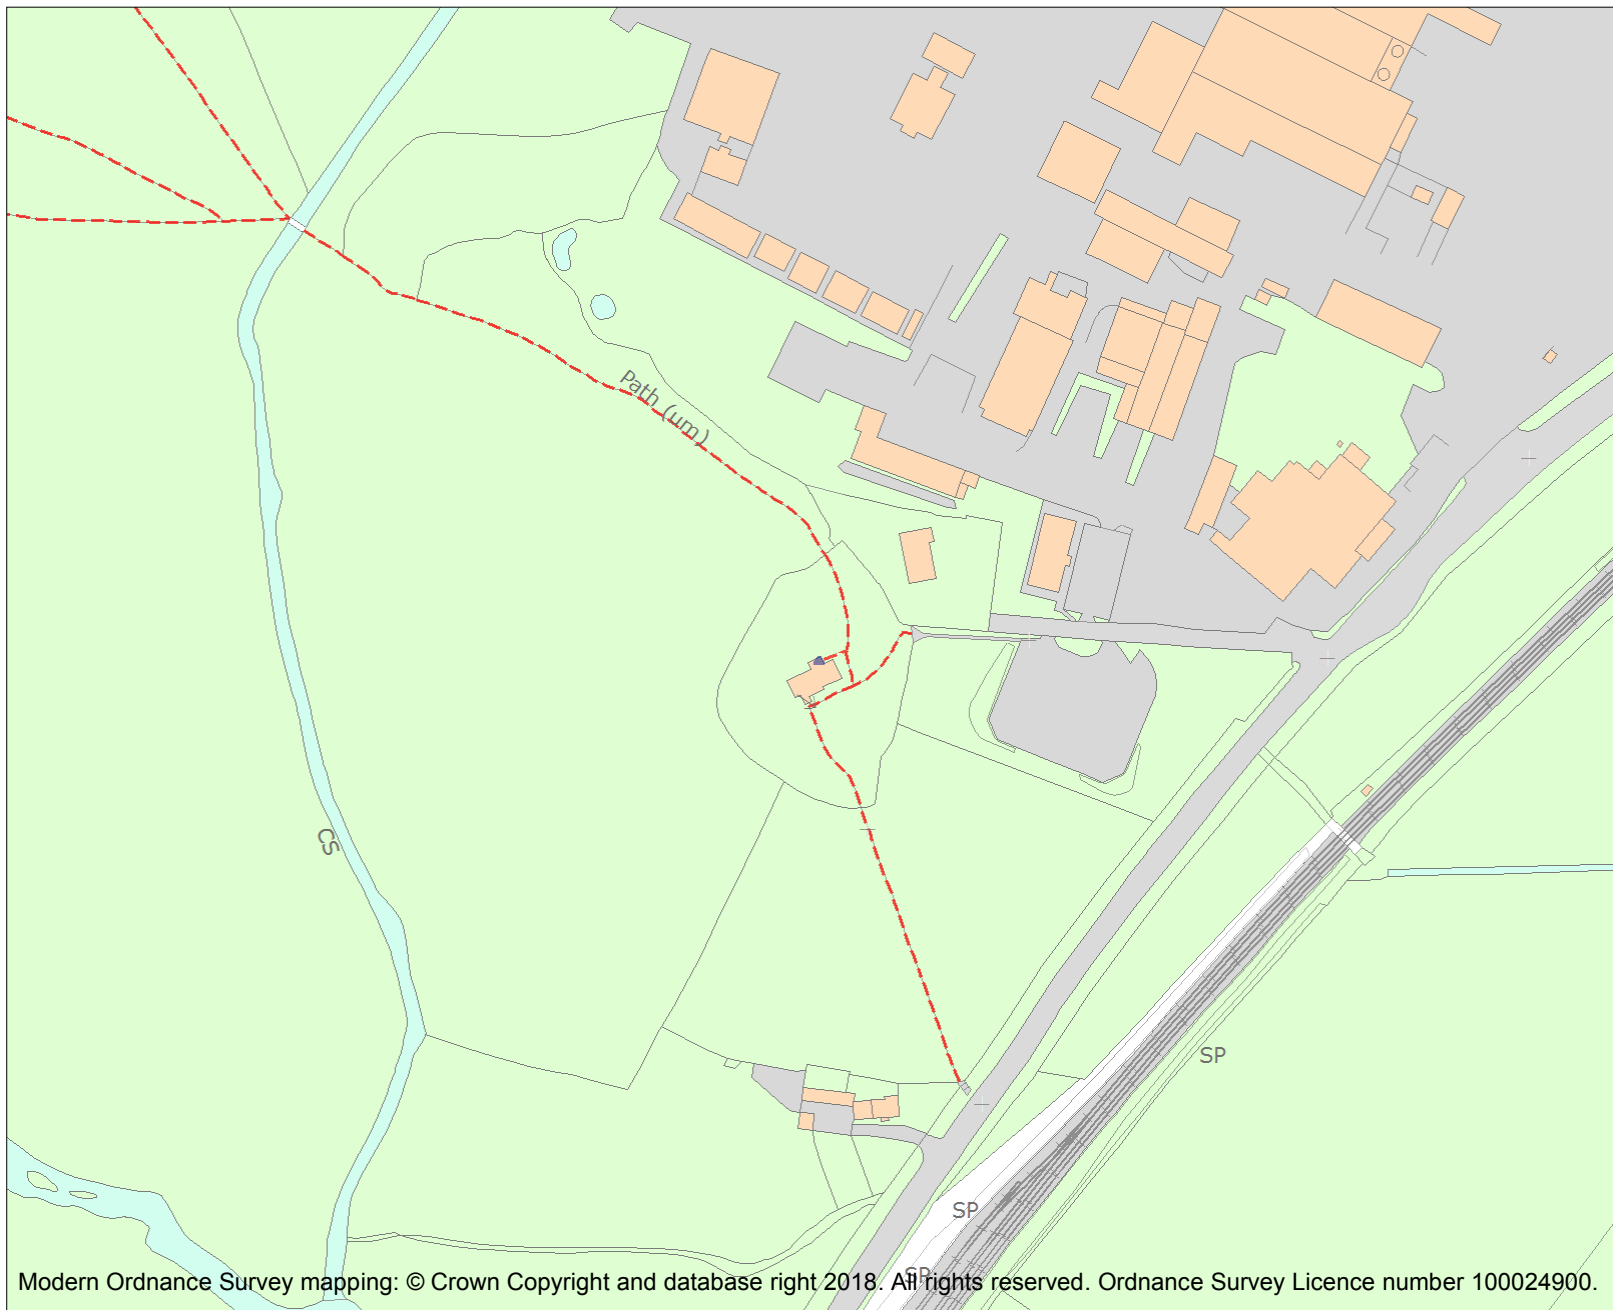 Path (um)
CS
SP
SP
SP
Modern Ordnance Survey mapping: © Crown Copyright and database right 2018. All rights reserved. Ordnance Survey Licence number 100024900.